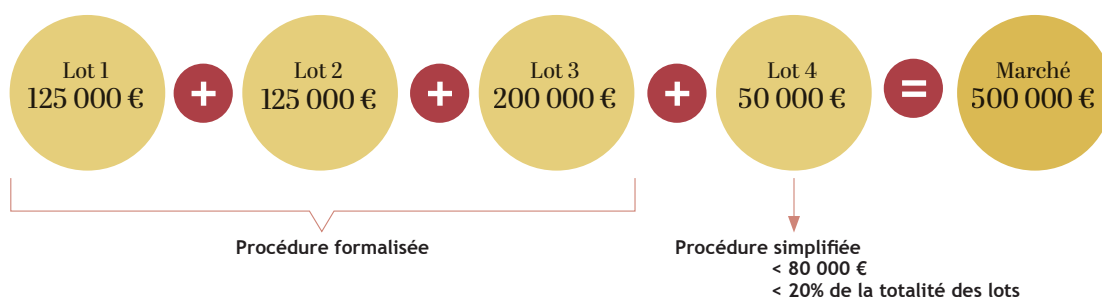 Lot 1
125 000 €
+
Lot 2
125 000 €
+
Lot 3
200 000 €
+
Lot 4
50 000 €
=
Marché
500 000 €
Procédure formalisée
Procédure simplifiée
< 80 000 €
< 20% de la totalité des lots